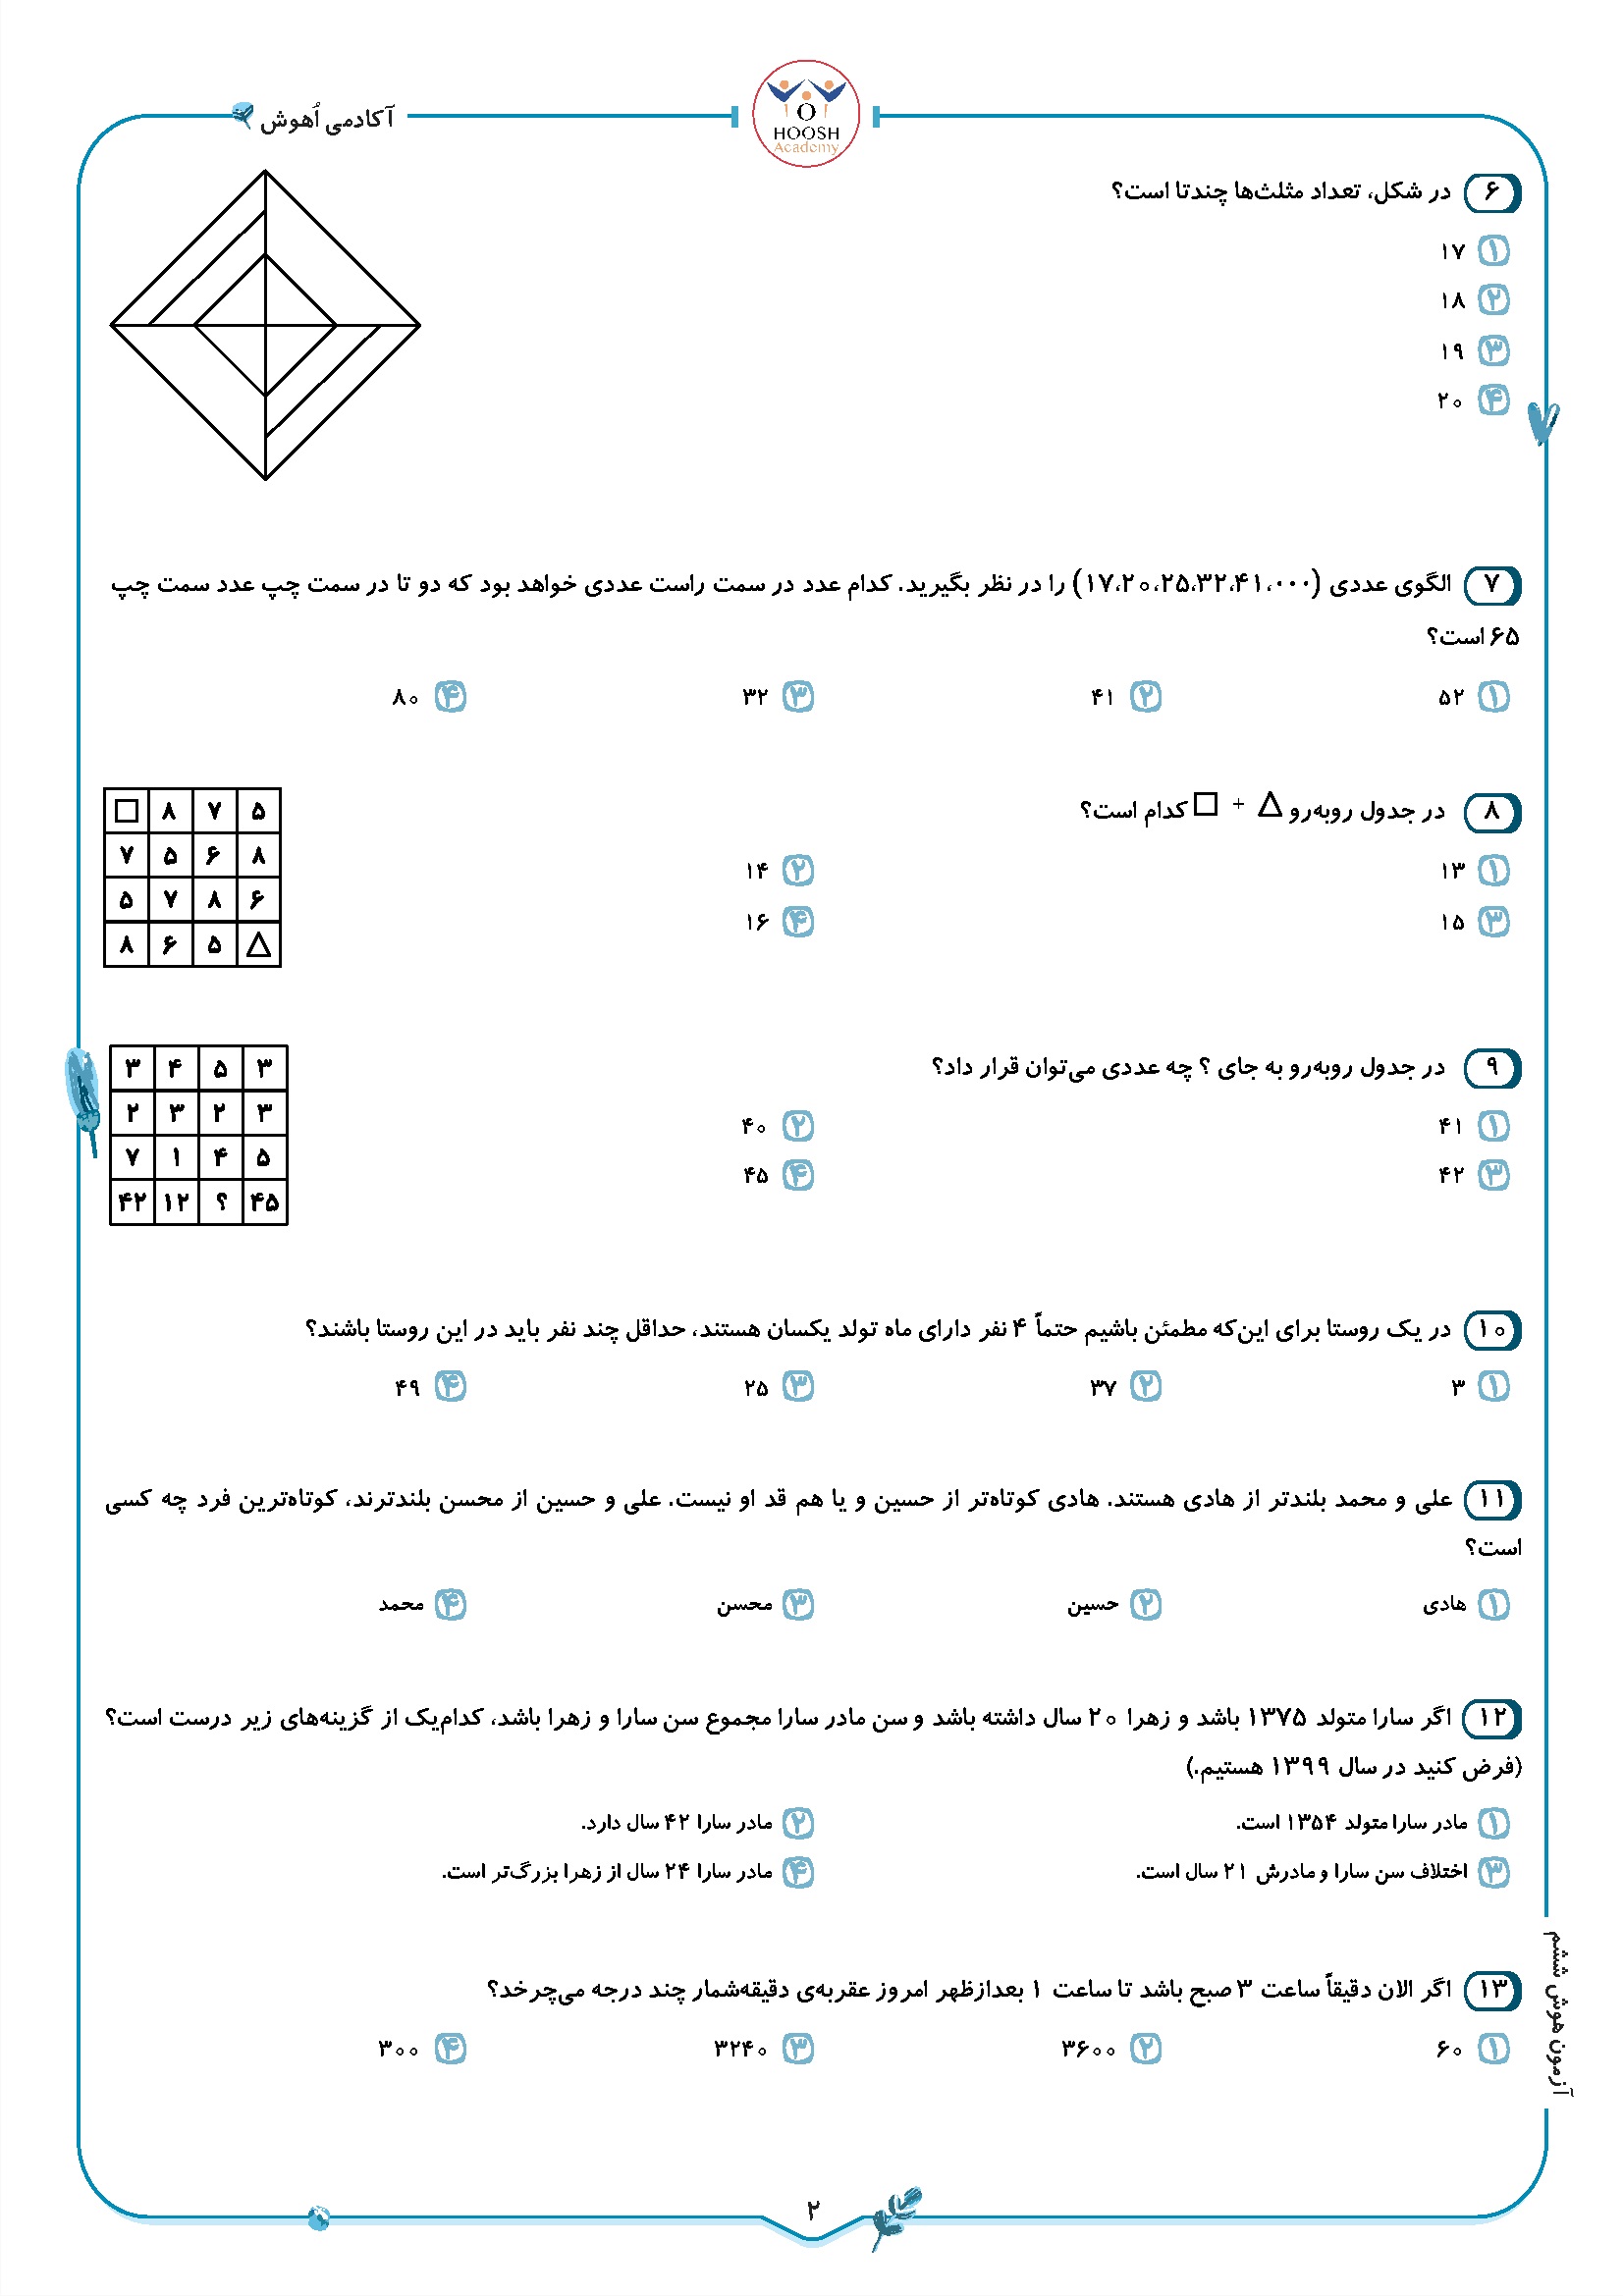 آکادمی اُهوش
HOOSH
Academy
۶ در شکل، تعداد مثلث‌ها چندتا است؟
۱ ۱۷
۲ ۱۸
۳ ۱۹
۴ ۲۰
۷ الگوی عددی (۱۷،۲۰،۲۵،۳۲،۴۱،۰۰۰) را در نظر بگیرید. کدام عدد در سمت راست عددی خواهد بود که دو تا در سمت چپ عدد سمت چپ
۶۵ است؟
۱ ۵۲ ۲ ۴۱ ۳ ۳۲ ۴ ۸۰
۸ در جدول روبه‌رو △ + □ کدام است؟
۱ ۱۳ ۲ ۱۴
۳ ۱۵ ۴ ۱۶
□ ۸ ۷ ۵
۷ ۵ ۶ ۸
۵ ۷ ۸ ۶
۸ ۶ ۵ △
۹ در جدول روبه‌رو به جای ؟ چه عددی می‌توان قرار داد؟
۱ ۴۱ ۲ ۴۰
۳ ۴۲ ۴ ۴۵
۳ ۴ ۵ ۳
۲ ۳ ۲ ۳
۷ ۱ ۴ ۵
۴۲ ۱۲ ؟ ۴۵
۱۰ در یک روستا برای این‌که مطمئن باشیم حتماً ۴ نفر دارای ماه تولد یکسان هستند، حداقل چند نفر باید در این روستا باشند؟
۱ ۳ ۲ ۳۷ ۳ ۲۵ ۴ ۴۹
۱۱ علی و محمد بلندتر از هادی هستند. هادی کوتاه‌تر از حسین و یا هم قد او نیست. علی و حسین از محسن بلندترند، کوتاه‌ترین فرد چه کسی
است؟
۱ هادی ۲ حسین ۳ محسن ۴ محمد
۱۲ اگر سارا متولد ۱۳۷۵ باشد و زهرا ۲۰ سال داشته باشد و سن مادر سارا مجموع سن سارا و زهرا باشد، کدام‌یک از گزینه‌های زیر درست است؟
(فرض کنید در سال ۱۳۹۹ هستیم.)
۱ مادر سارا متولد ۱۳۵۴ است. ۲ مادر سارا ۴۲ سال دارد.
۳ اختلاف سن سارا و مادرش ۲۱ سال است. ۴ مادر سارا ۲۴ سال از زهرا بزرگ‌تر است.
۱۳ اگر الان دقیقاً ساعت ۳ صبح باشد تا ساعت ۱ بعدازظهر امروز عقربه‌ی دقیقه‌شمار چند درجه می‌چرخد؟
۱ ۶۰ ۲ ۳۶۰۰ ۳ ۳۲۴۰ ۴ ۳۰۰
آزمون هوش ششم
۲